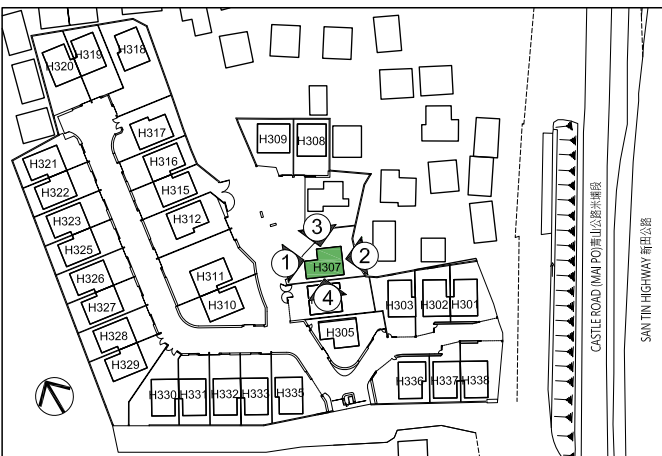 H318
H319
H320
H317
H309
H308
H316
H321
H315
H322
H312
H323
3
H325
1
2
H307
H311
H326
4
H310
H303
H302
H301
H327
H305
H328
H329
H336
H337
H338
H330
H331
H332
H333
H335
CASTLE ROAD (MAI PO)青山公路米埔段
SAN TIN HIGHWAY 新田公路